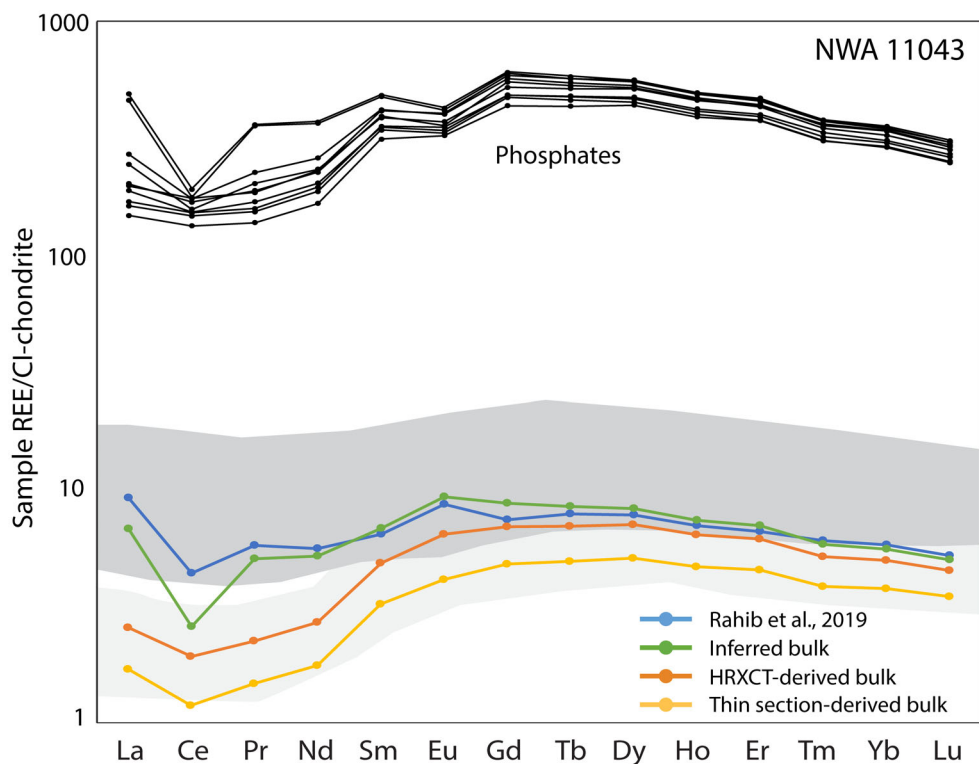 1000
NWA 11043
Phosphates
100
Sample REE/CI-chondrite
10
Rahib et al., 2019
Inferred bulk
HRXCT-derived bulk
Thin section-derived bulk
1
La Ce Pr Nd Sm Eu Gd Tb Dy Ho Er Tm Yb Lu